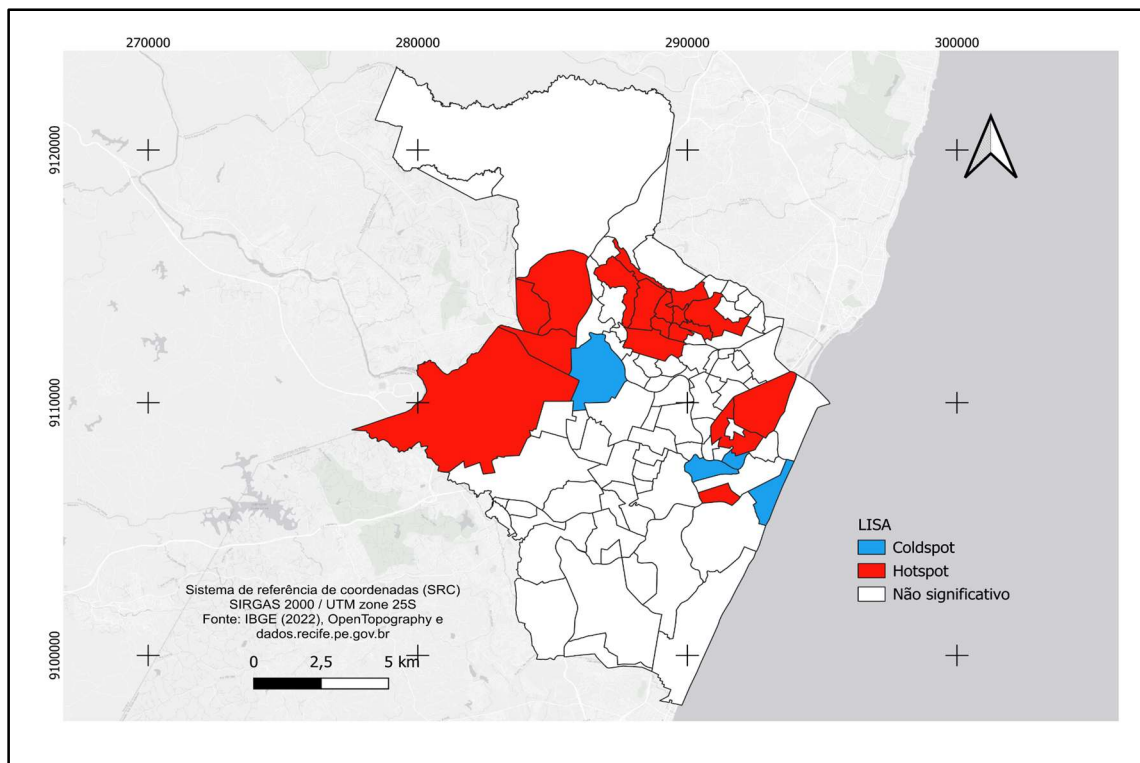 270000
280000
290000
300000
9120000
9110000
9100000
LISA
Coldspot
Hotspot
Não significativo
Sistema de referência de coordenadas (SRC)
SIRGAS 2000 / UTM zone 25S
Fonte: IBGE (2022), OpenTopography e
dados.recife.pe.gov.br
0 2,5 5 km